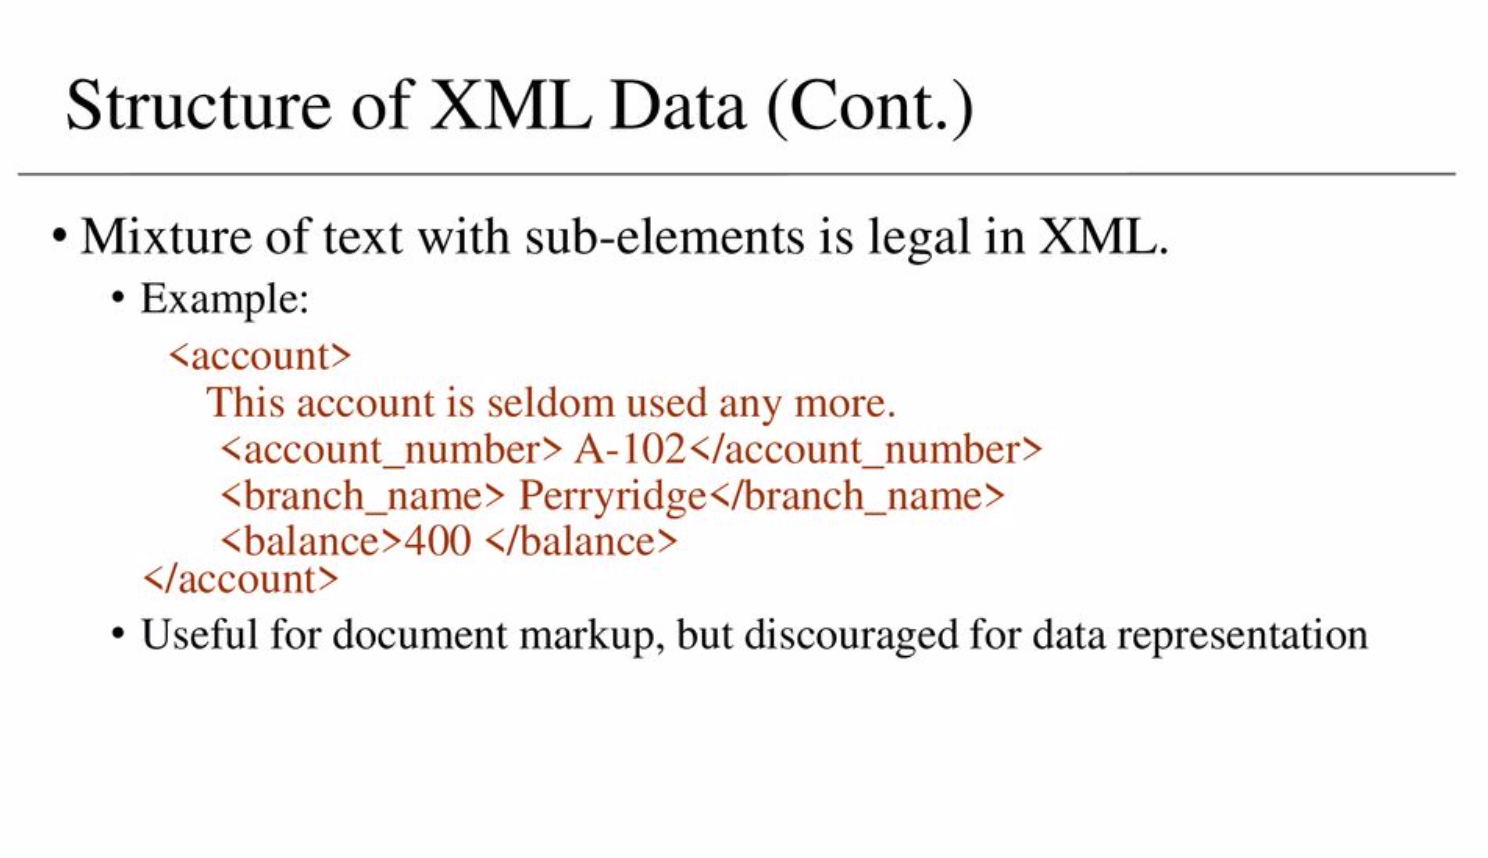 Structure of XML Data (Cont.)
• Mixture of text with sub-elements is legal in XML.
• Example:
<account>
This account is seldom used any more.
<account_number> A-102</account_number>
<branch_name> Perryridge</branch_name>
<balance>400 </balance>
</account>
• Useful for document markup, but discouraged for data representation